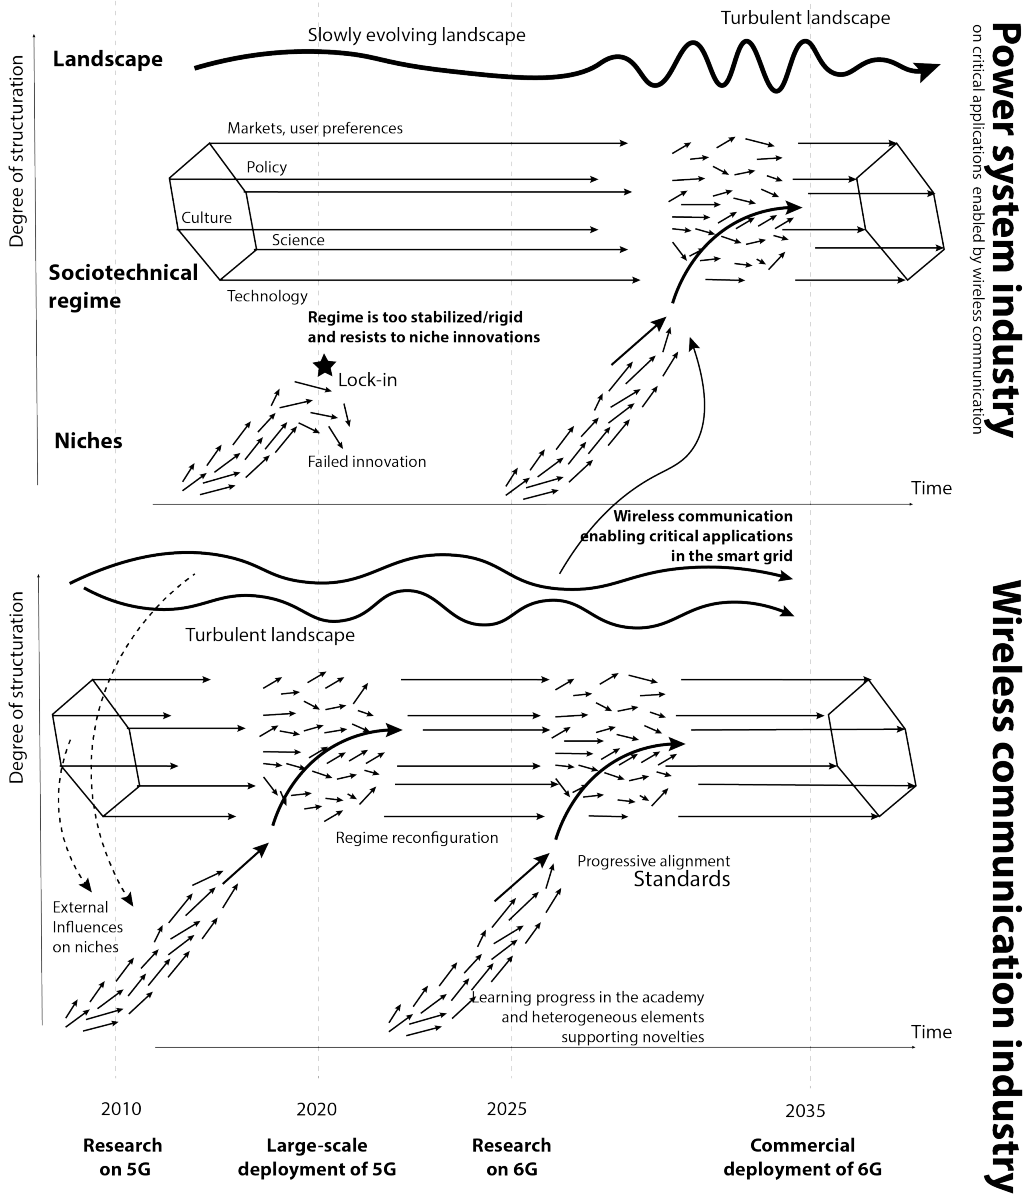 Turbulent landscape
Slowly evolving landscape
Landscape
Degree of structuration
Markets, user preferences
Policy
Culture
Science
Sociotechnical
regime
Technology
Regime is too stabilized/rigid
and resists to niche innovations
Lock-in
Niches
Failed innovation
Time
Power system industry
on critical applications enabled by wireless communication
Wireless communication
enabling critical applications
in the smart grid
Turbulent landscape
Degree of structuration
Regime reconfiguration
Progressive alignment
Standards
External
Influences
on niches
Learning progress in the academy
and heterogeneous elements
supporting novelties
Time
Wireless communication industry
2010
2020
2025
2035
Research
on 5G
Large-scale
deployment of 5G
Research
on 6G
Commercial
deployment of 6G